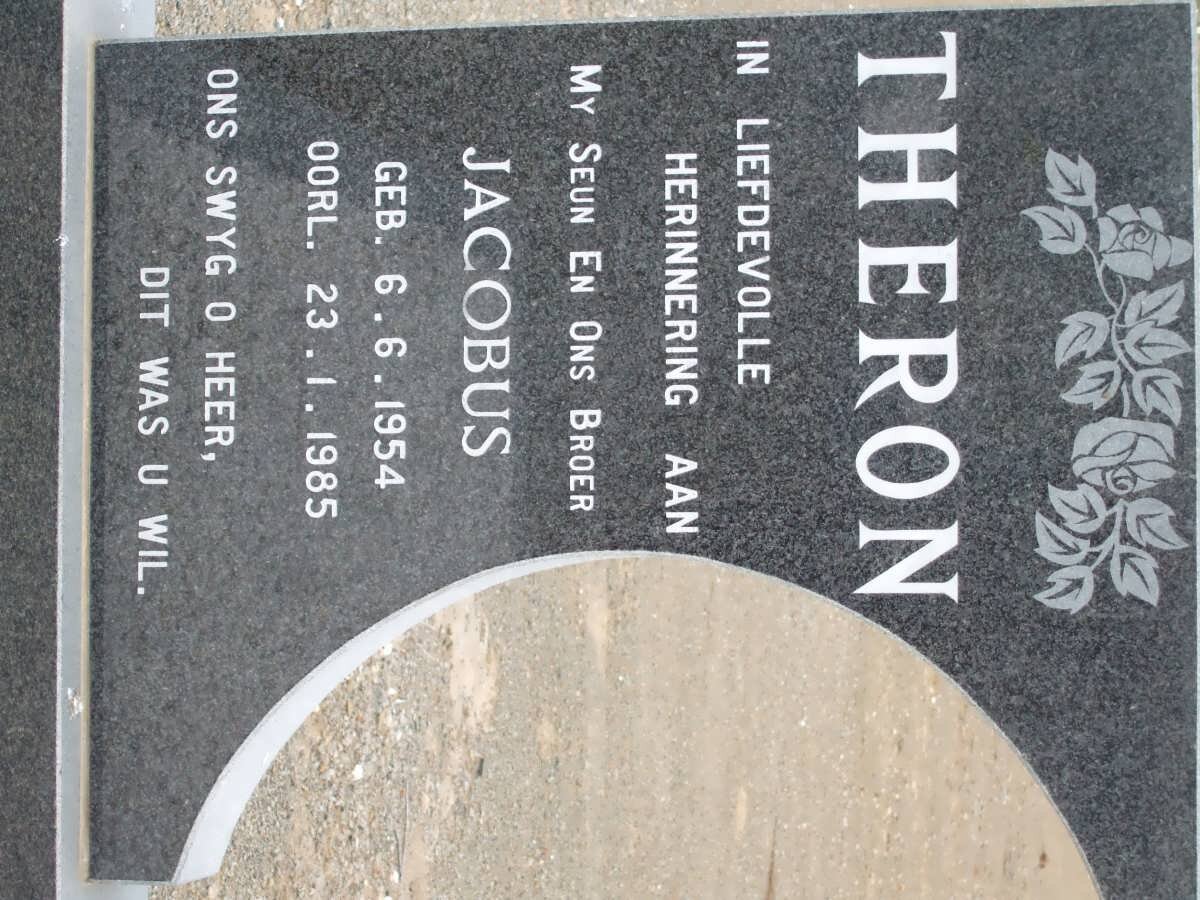 THERON
IN LIEFDEVOLLE
HERINNERING AAN
MY SEUN EN ONS BROER
JACOBUS
GEB. 6.6.1954
OORL. 23.1.1985
ONS SWYG O HEER,
DIT WAS U WIL.